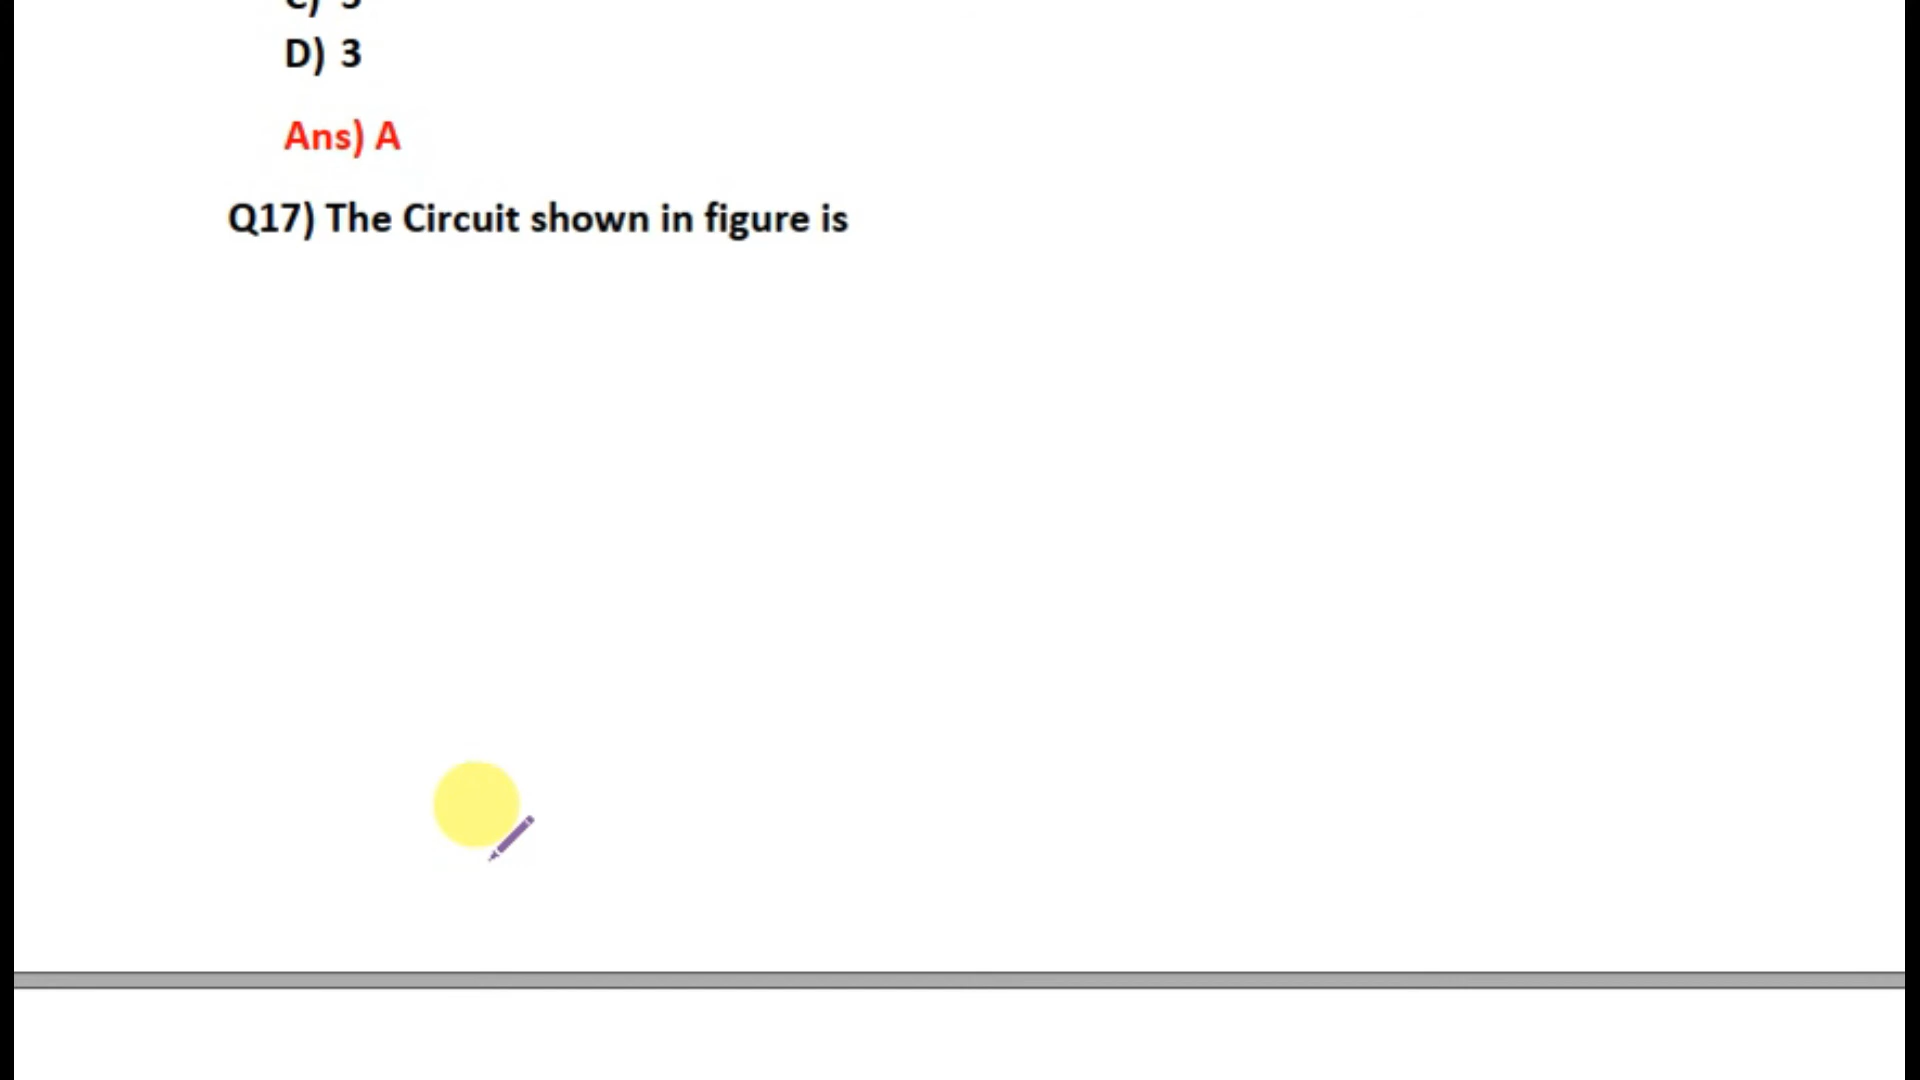 D) 3
Ans) A
Q17) The Circuit shown in figure is